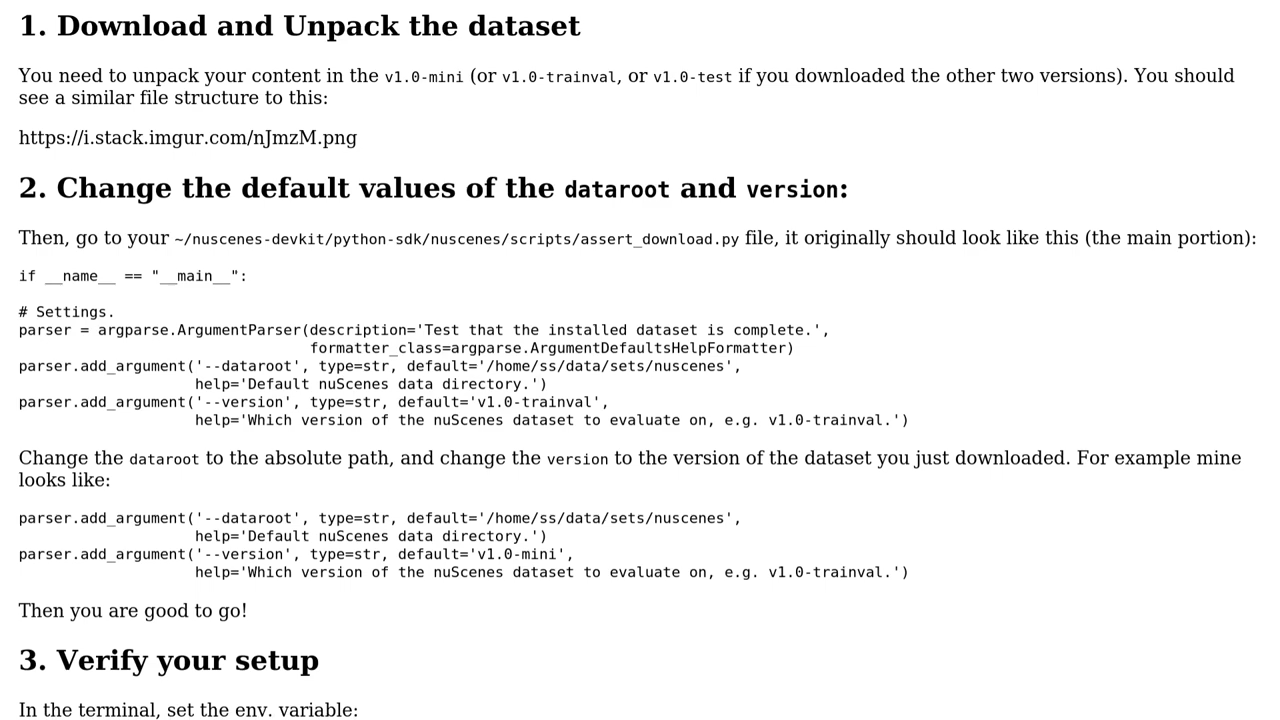 1. Download and Unpack the dataset
You need to unpack your content in the v1.0-mini (or v1.0-trainval, or v1.0-test if you downloaded the other two versions). You should
see a similar file structure to this:
https://i.stack.imgur.com/nJmzM.png
2. Change the default values of the dataroot and version:
Then, go to your ~/nuscenes-devkit/python-sdk/nuscenes/scripts/assert_download.py file, it originally should look like this (the main portion):
if __name__ == "__main__":
# Settings.
parser = argparse.ArgumentParser(description='Test that the installed dataset is complete.',
                                 formatter_class=argparse.ArgumentDefaultsHelpFormatter)
parser.add_argument('--dataroot', type=str, default='/home/ss/data/sets/nuscenes',
                    help='Default nuScenes data directory.')
parser.add_argument('--version', type=str, default='v1.0-trainval',
                    help='Which version of the nuScenes dataset to evaluate on, e.g. v1.0-trainval.')
Change the dataroot to the absolute path, and change the version to the version of the dataset you just downloaded. For example mine
looks like:
parser.add_argument('--dataroot', type=str, default='/home/ss/data/sets/nuscenes',
                    help='Default nuScenes data directory.')
parser.add_argument('--version', type=str, default='v1.0-mini',
                    help='Which version of the nuScenes dataset to evaluate on, e.g. v1.0-trainval.')
Then you are good to go!
3. Verify your setup
In the terminal, set the env. variable: